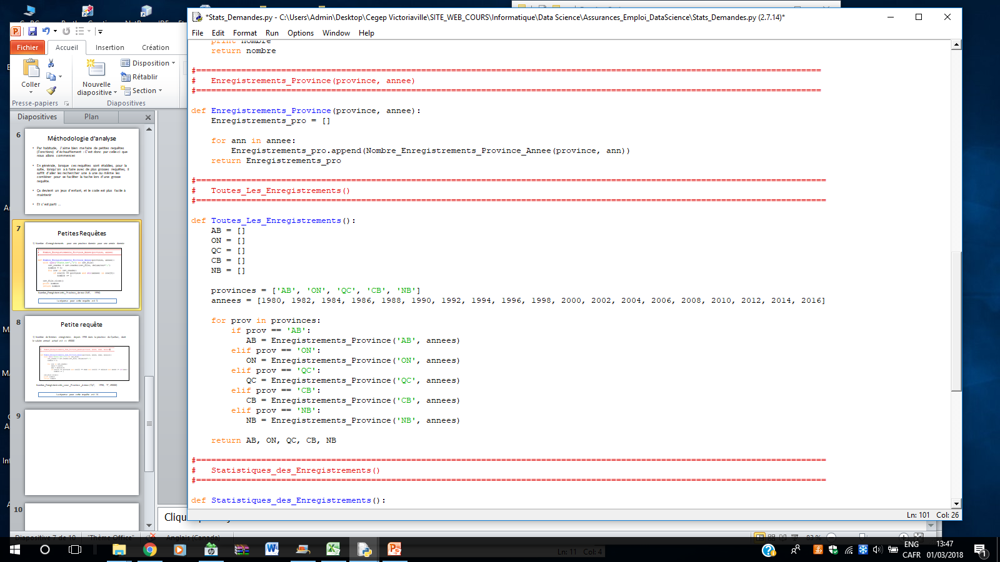 *Stats_Demandes.py - C:\Users\Admin\Desktop\Cegep Victoriaville\SITE_WEB_COURS\Informatique\Data Science\Assurances_Emploi_DataScience\Stats_Demandes.py (2.7.14)*
File Edit Format Run Options Window Help
print nombre
return nombre
#==============================================================================================================================
#   Enregistrements_Province(province, annee)
#==============================================================================================================================
def Enregistrements_Province(province, annee):
    Enregistrements_pro = []
    for ann in annee:
        Enregistrements_pro.append(Nombre_Enregistrements_Province_Annee(province, ann))
    return Enregistrements_pro
#===============================================================================================================================
#   Toutes_Les_Enregistrements()
#===============================================================================================================================
def Toutes_Les_Enregistrements():
    AB = []
    ON = []
    QC = []
    CB = []
    NB = []
    provinces = ['AB', 'ON', 'QC', 'CB', 'NB']
    annees = [1980, 1982, 1984, 1986, 1988, 1990, 1992, 1994, 1996, 1998, 2000, 2002, 2004, 2006, 2008, 2010, 2012, 2014, 2016]
    for prov in provinces:
        if prov == 'AB':
           AB = Enregistrements_Province('AB', annees)
        elif prov == 'ON':
           ON = Enregistrements_Province('ON', annees)
        elif prov == 'QC':
           QC = Enregistrements_Province('QC', annees)
        elif prov == 'CB':
           CB = Enregistrements_Province('CB', annees)
        elif prov == 'NB':
           NB = Enregistrements_Province('NB', annees)
    return AB, ON, QC, CB, NB
#===============================================================================================================================
#   Statistiques_des_Enregistrements()
#===============================================================================================================================
def Statistiques_des_Enregistrements():
Ln: 101 Col: 26
Fichier Accueil Insertion Création
Coller
Nouvelle diapositive
Disposition
Rétablir
Section
Presse-papiers Diapositives
Diapositives Plan
6
Méthodologie d'analyse
Par habitude, J'aime bien me faire de petites requêtes
(Fonctions) d'échauffement : C'est donc par celle-ci que
nous allons commencer.
En générale, lorsque ces requêtes sont établies, pour la
suite, lorsqu'on a à faire avec de plus grosses requêtes, il
suffit d'aller les rechercher une à une ou même les
combiner pour se faciliter la tache lors d'une grosse
requête.
Ça devient un jeux d'enfant, et le code est plus facile à
maintenir
Et c'est parti ...
7
Petites Requêtes
La réponse pour cette requête est 5
8
Petite requête
9
10
Cliqu
Diapositive 7 de 10 "Thème Office" Anglais (Canada)
93 %
Ln: 11 Col: 4
ENG
CAFR
13:47
01/03/2018
1